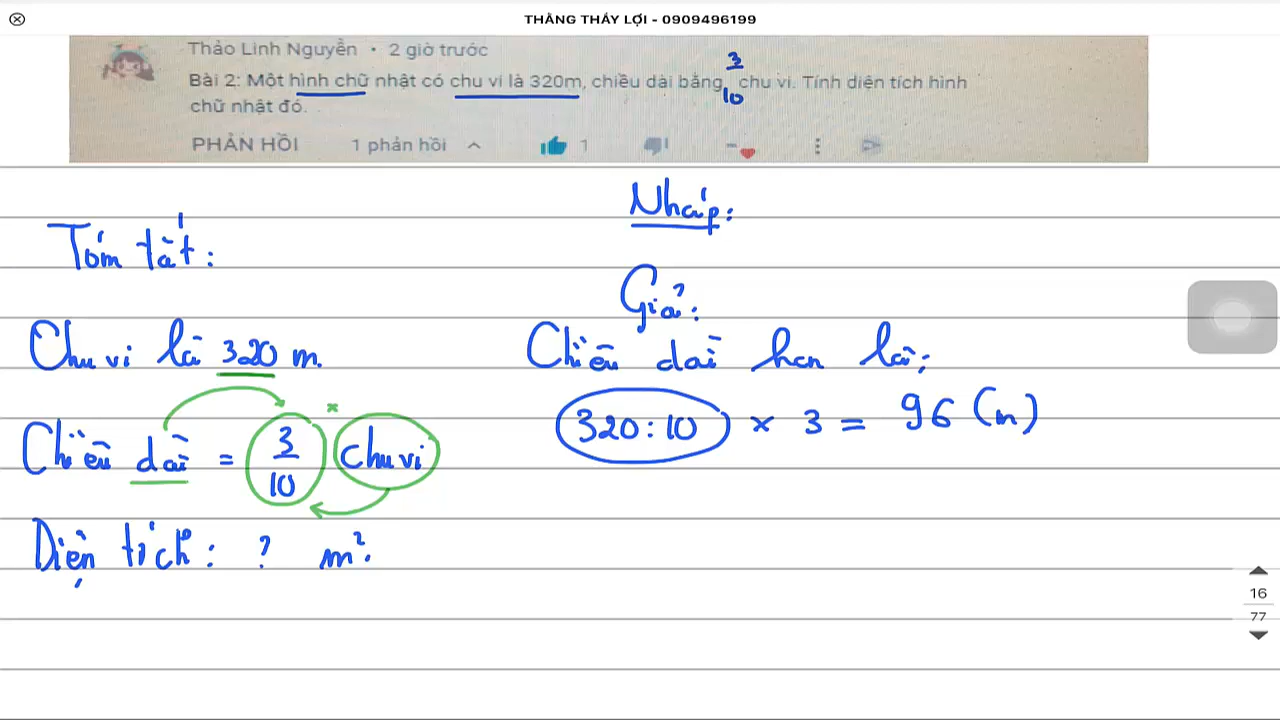 THẦNG THẦY LỢI - 0909496199
Thảo Linh Nguyễn • 2 giờ trước
Bài 2: Một hình chữ nhật có chu vi là 320m, chiều dài bằng 3/10 chu vi. Tính diện tích hình
chữ nhật đó.
PHẢN HỒI 1 phản hồi 1
Nháp:
Tóm tắt:
Giả:
Chu vi là 320 m.
Chiều dài hcn là:
320 : 10 × 3 = 96 (m)
Chiều dài = 3/10 × chu vi
Diện tích: ? m².
16
77